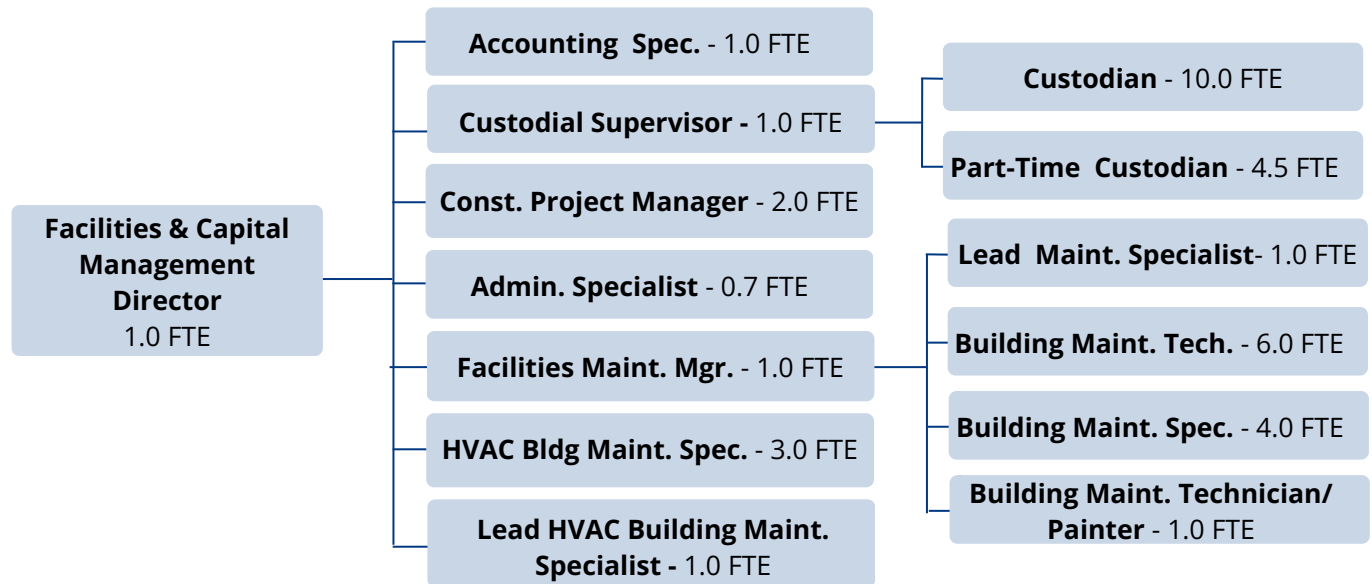 Facilities & Capital
Management
Director
1.0 FTE
Accounting Spec. - 1.0 FTE
Custodial Supervisor - 1.0 FTE
Const. Project Manager - 2.0 FTE
Admin. Specialist - 0.7 FTE
Facilities Maint. Mgr. - 1.0 FTE
HVAC Bldg Maint. Spec. - 3.0 FTE
Lead HVAC Building Maint.
Specialist - 1.0 FTE
Custodian - 10.0 FTE
Part-Time Custodian - 4.5 FTE
Lead Maint. Specialist- 1.0 FTE
Building Maint. Tech. - 6.0 FTE
Building Maint. Spec. - 4.0 FTE
Building Maint. Technician/
Painter - 1.0 FTE